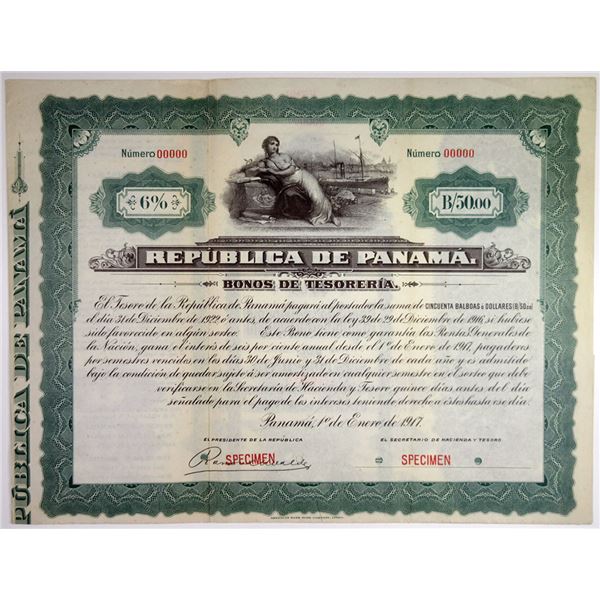 Número 00000
Número 00000
6%
B/50.00
REPÚBLICA DE PANAMÁ.
BONOS DE TESORERÍA.
El Tesoro de la República de Panamá pagará al portador la suma de CINCUENTA BALBOAS ó DOLLARES (B/50.00)
el día 31 de Diciembre de 1922 ó antes, de acuerdo con la ley 39 de 29 de Diciembre de 1916, si hubiese
sido favorecido en algún sorteo. Este Bono tiene como garantía las Rentas Generales de
la Nación, gana el interés de seis por ciento anual desde el 1º de Enero de 1917, pagaderos
por semestres vencidos en los días 30 de Junio y 31 de Diciembre de cada año y es admitido
bajo la condición de quedar sujeto á ser amortizado en cualquier semestre en el sorteo que debe
verificarse en la Secretaría de Hacienda y Tesoro quince días antes del día
señalado para el pago de los intereses teniendo derecho a éstos hasta ese día.
Panamá, 1º de Enero de 1917.
EL PRESIDENTE DE LA REPÚBLICA
EL SECRETARIO DE HACIENDA Y TESORO
SPECIMEN
SPECIMEN
AMERICAN BANK NOTE COMPANY,
PÚBLICA DE PANAMÁ